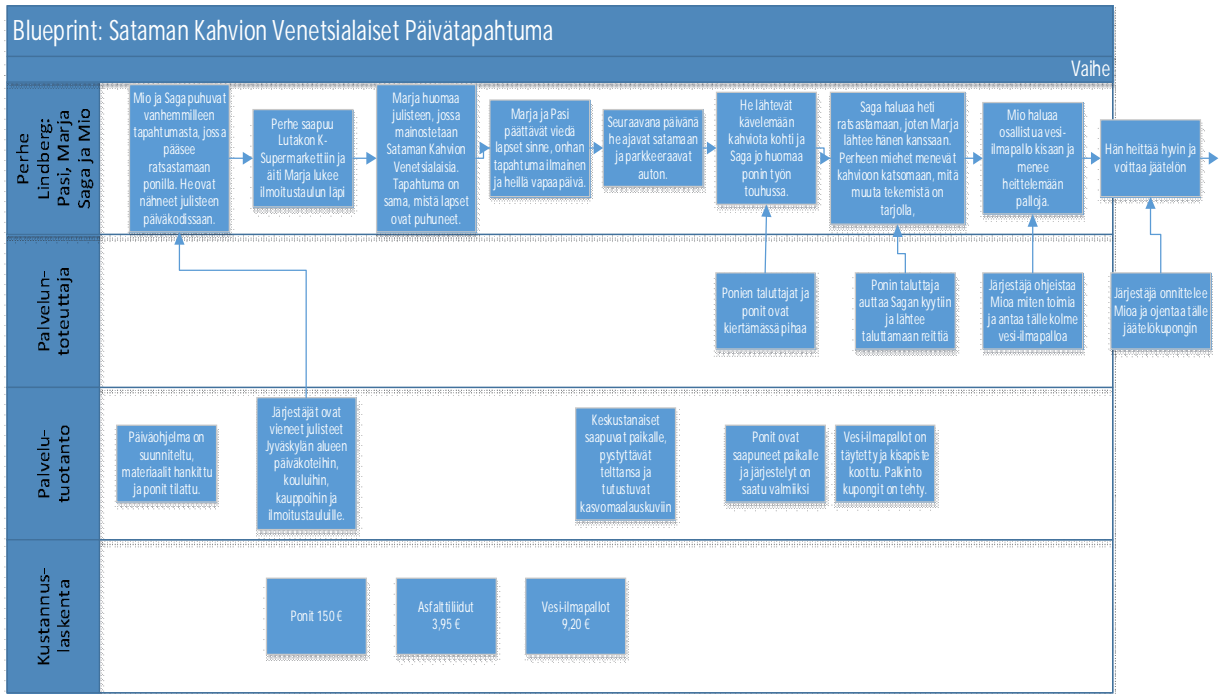 Blueprint: Sataman Kahvion Venetsialaiset Päivätapahtuma
Vaihe
Perhe
Lindberg:
Pasi, Marja
Saga ja Mio
Mio ja Saga puhuvat
vanhemmilleen
tapahtumasta, jossa
pääsee
ratsastamaan
ponilla. He ovat
nähneet julisteen
päiväkodissaan.
Perhe saapuu
Lutakon K-
Supermarkettiin ja
äiti Marja lukee
ilmoitustaulun läpi
Marja huomaa
julisteen, jossa
mainostetaan
Sataman Kahvion
Venetsialaisia.
Tapahtuma on
sama, mistä lapset
ovat puhuneet.
Marja ja Pasi
päättävät viedä
lapset sinne, onhan
tapahtuma ilmainen
ja heillä vapaapäivä.
Seuraavana päivänä
he ajavat satamaan
ja parkkeeraavat
auton.
He lähtevät
kävelemään
kahviota kohti ja
Saga jo huomaa
ponin työn
touhussa.
Saga haluaa heti
ratsastamaan, joten Marja
lähtee hänen kanssaan.
Perheen miehet menevät
kahvioon katsomaan, mitä
muuta tekemistä on
tarjolla,
Mio haluaa
osallistua vesi-
ilmapallo kisaan ja
menee
heittelemään
palloja.
Hän heittää hyvin ja
voittaa jäätelön
Palvelun-
toteuttaja
Ponien taluttajat ja
ponit ovat
kiertämässä pihaa
Ponin taluttaja
auttaa Sagan kyytiin
ja lähtee
taluttamaan reittiä
Järjestäjä ohjeistaa
Mioa miten toimia
ja antaa tälle kolme
vesi-ilmapalloa
Järjestäjä onnittelee
Mioa ja ojentaa tälle
jäätelökupongin
Palvelu-
tuotanto
Päiväohjelma on
suunniteltu,
materiaalit hankittu
ja ponit tilattu.
Järjestäjät ovat
vieneet julisteet
Jyväskylän alueen
päiväkoteihin,
kouluihin,
kauppoihin ja
ilmoitustauluille.
Keskustanaiset
saapuvat paikalle,
pystyttävät
telttansa ja
tutustuvat
kasvomaalauskuviin
Ponit ovat
saapuneet paikalle
ja järjestelyt on
saatu valmiiksi
Vesi-ilmapallot on
täytetty ja kisapiste
koottu. Palkinto
kupongit on tehty.
Kustannus-
laskenta
Ponit 150 €
Asfalttiliidut
3,95 €
Vesi-ilmapallot
9,20 €